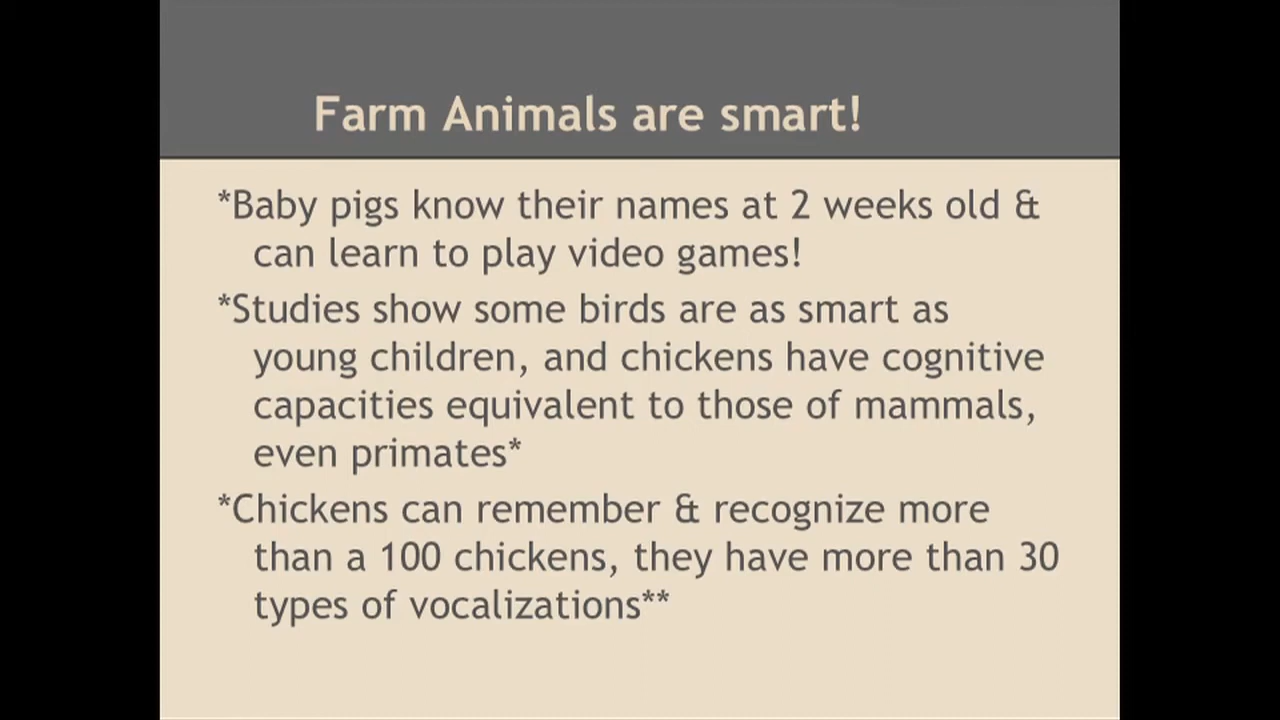 Farm Animals are smart!
*Baby pigs know their names at 2 weeks old &
can learn to play video games!
*Studies show some birds are as smart as
young children, and chickens have cognitive
capacities equivalent to those of mammals,
even primates*
*Chickens can remember & recognize more
than a 100 chickens, they have more than 30
types of vocalizations**